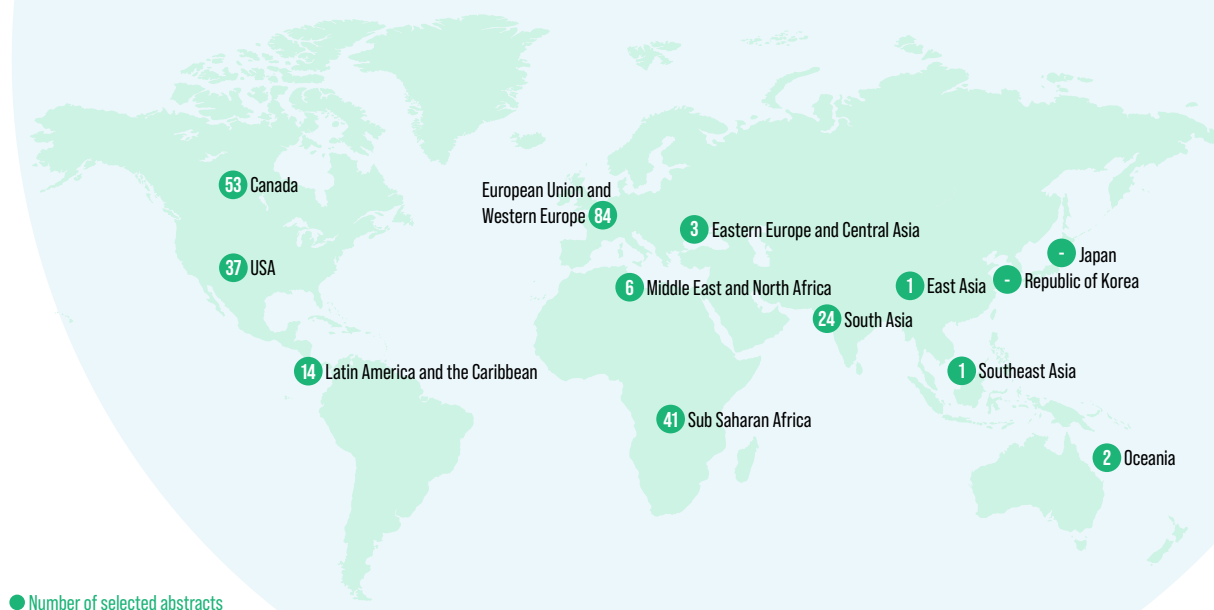 53 Canada
European Union and
Western Europe 84
3 Eastern Europe and Central Asia
- Japan
37 USA
6 Middle East and North Africa
1 East Asia
- Republic of Korea
24 South Asia
14 Latin America and the Caribbean
1 Southeast Asia
41 Sub Saharan Africa
2 Oceania
Number of selected abstracts